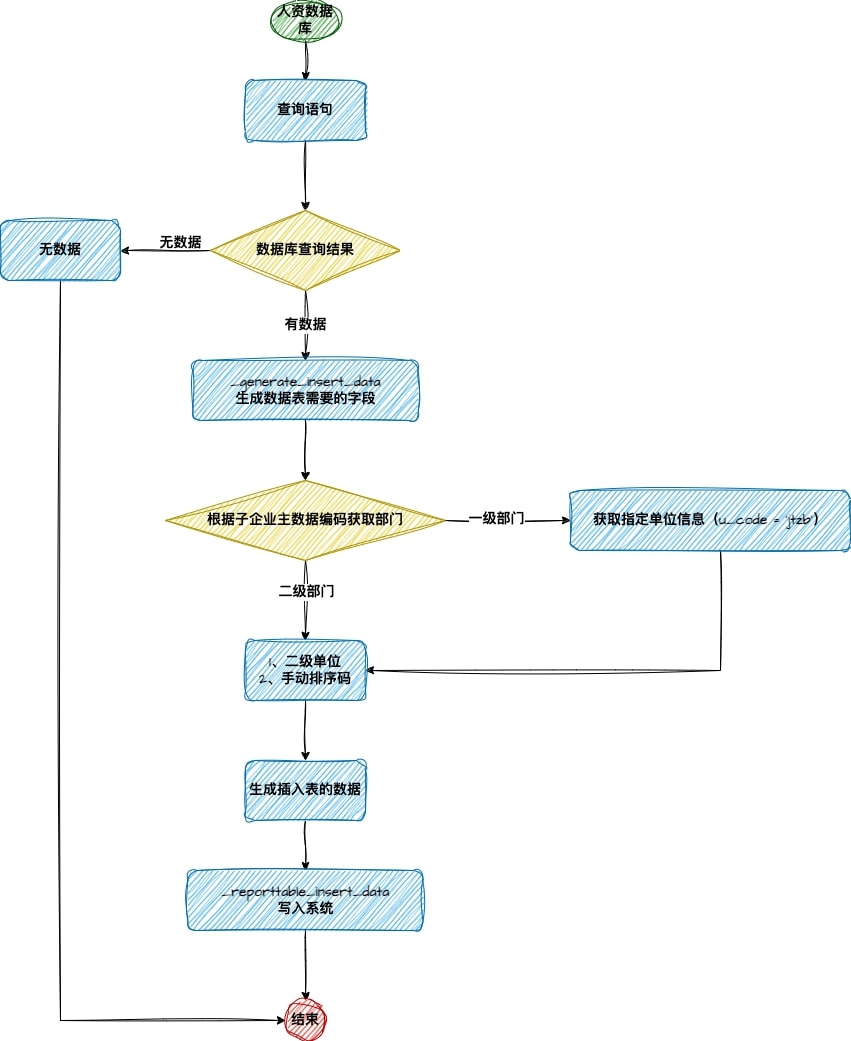 人资数据
库
查询语句
数据库查询结果
无数据
无数据
有数据
_generate_insert_data
生成数据表需要的字段
根据子企业主数据编码获取部门
一级部门
获取指定单位信息（u_code = 'jtzb'）
二级部门
1、二级单位
2、手动排序码
生成插入表的数据
_reporttable_insert_data
写入系统
结束